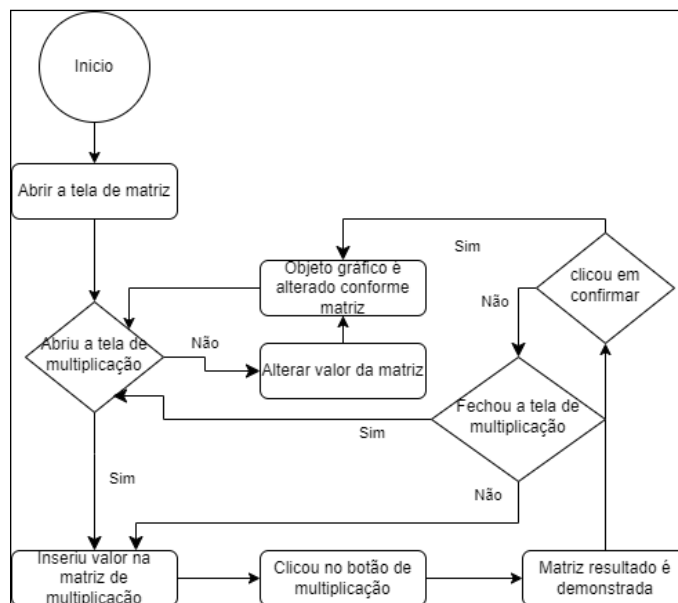 Inicio
Abrir a tela de matriz
Sim
Objeto gráfico é
alterado conforme
matriz
clicou em
confirmar
Não
Abriu a tela de
multiplicação
Não
Alterar valor da matriz
Fechou a tela de
multiplicação
Sim
Sim
Não
Inseriu valor na
matriz de
multiplicação
Clicou no botão de
multiplicação
Matriz resultado é
demonstrada